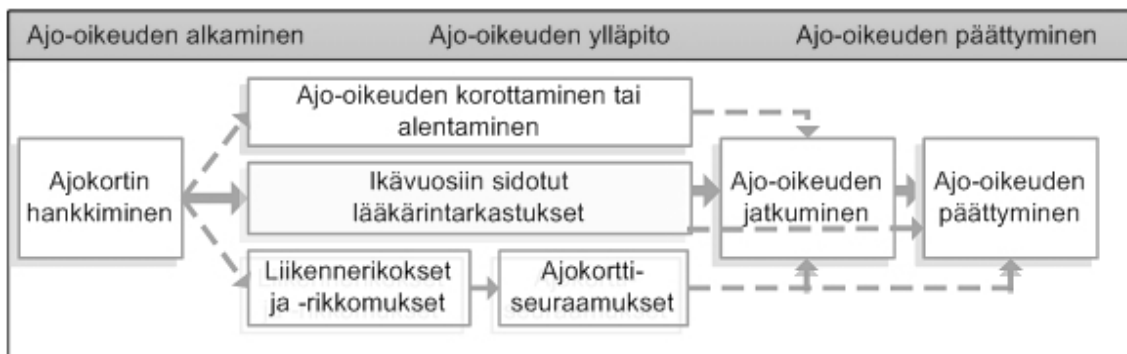 Ajo-oikeuden alkaminen Ajo-oikeuden ylläpito Ajo-oikeuden päättyminen
Ajo-oikeuden korottaminen tai
alentaminen
Ajokortin
hankkiminen
Ikävuosiin sidotut
lääkärintarkastukset
Ajo-oikeuden
jatkuminen
Ajo-oikeuden
päättyminen
Liikennerikokset
ja -rikkomukset
Ajokortti-
seuraamukset